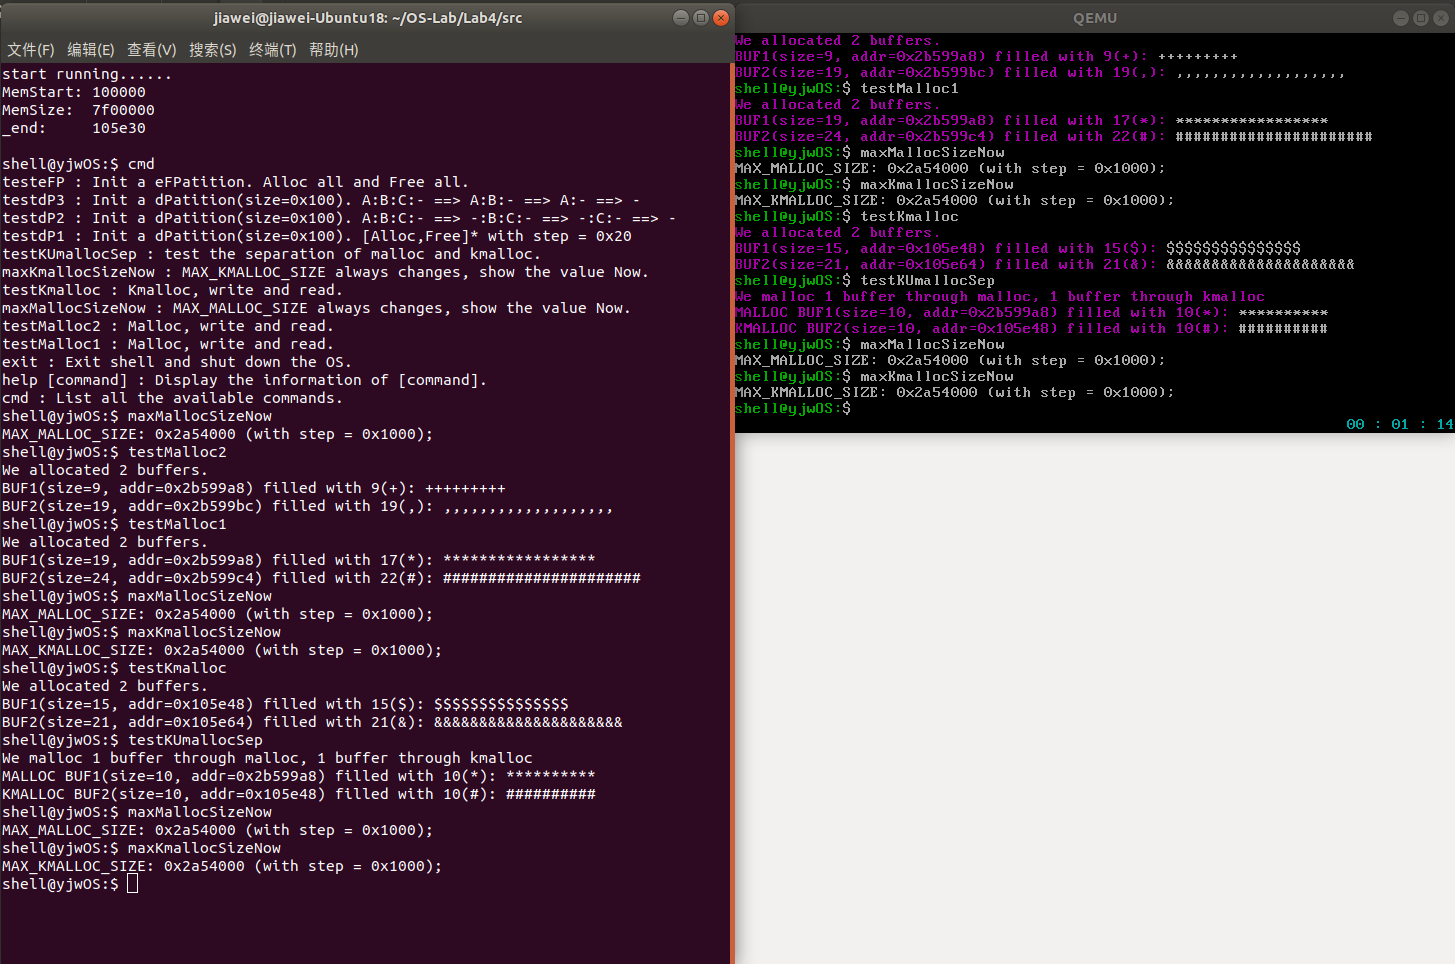 jiawei@jiawei-Ubuntu18: ~/OS-Lab/Lab4/src
文件(F) 编辑(E) 查看(V) 搜索(S) 终端(T) 帮助(H)
start running......
MemStart: 100000
MemSize:  7f00000
_end:     105e30
shell@yjwOS:$ cmd
testeFP : Init a eFPatition. Alloc all and Free all.
testdP3 : Init a dPatition(size=0x100). A:B:C:- ==> A:B:- ==> A:- ==> -
testdP2 : Init a dPatition(size=0x100). A:B:C:- ==> -:B:C:- ==> -:C:- ==> -
testdP1 : Init a dPatition(size=0x100). [Alloc,Free]* with step = 0x20
testKUmallocSep : test the separation of malloc and kmalloc.
maxKmallocSizeNow : MAX_KMALLOC_SIZE always changes, show the value Now.
testKmalloc : Kmalloc, write and read.
maxMallocSizeNow : MAX_MALLOC_SIZE always changes, show the value Now.
testMalloc2 : Malloc, write and read.
testMalloc1 : Malloc, write and read.
exit : Exit shell and shut down the OS.
help [command] : Display the information of [command].
cmd : List all the available commands.
shell@yjwOS:$ maxMallocSizeNow
MAX_MALLOC_SIZE: 0x2a54000 (with step = 0x1000);
shell@yjwOS:$ testMalloc2
We allocated 2 buffers.
BUF1(size=9, addr=0x2b599a8) filled with 9(+): +++++++++
BUF2(size=19, addr=0x2b599bc) filled with 19(,): ,,,,,,,,,,,,,,,,,,,
shell@yjwOS:$ testMalloc1
We allocated 2 buffers.
BUF1(size=19, addr=0x2b599a8) filled with 17(*): *****************
BUF2(size=24, addr=0x2b599c4) filled with 22(#): ######################
shell@yjwOS:$ maxMallocSizeNow
MAX_MALLOC_SIZE: 0x2a54000 (with step = 0x1000);
shell@yjwOS:$ maxKmallocSizeNow
MAX_KMALLOC_SIZE: 0x2a54000 (with step = 0x1000);
shell@yjwOS:$ testKmalloc
We allocated 2 buffers.
BUF1(size=15, addr=0x105e48) filled with 15($): $$$$$$$$$$$$$$$
BUF2(size=21, addr=0x105e64) filled with 21(&): &&&&&&&&&&&&&&&&&&&&&
shell@yjwOS:$ testKUmallocSep
We malloc 1 buffer through malloc, 1 buffer through kmalloc
MALLOC BUF1(size=10, addr=0x2b599a8) filled with 10(*): **********
KMALLOC BUF2(size=10, addr=0x105e48) filled with 10(#): ##########
shell@yjwOS:$ maxMallocSizeNow
MAX_MALLOC_SIZE: 0x2a54000 (with step = 0x1000);
shell@yjwOS:$ maxKmallocSizeNow
MAX_KMALLOC_SIZE: 0x2a54000 (with step = 0x1000);
shell@yjwOS:$
QEMU
We allocated 2 buffers.
BUF1(size=9, addr=0x2b599a8) filled with 9(+): +++++++++
BUF2(size=19, addr=0x2b599bc) filled with 19(,): ,,,,,,,,,,,,,,,,,,,
shell@yjwOS:$ testMalloc1
We allocated 2 buffers.
BUF1(size=19, addr=0x2b599a8) filled with 17(*): *****************
BUF2(size=24, addr=0x2b599c4) filled with 22(#): ######################
shell@yjwOS:$ maxMallocSizeNow
MAX_MALLOC_SIZE: 0x2a54000 (with step = 0x1000);
shell@yjwOS:$ maxKmallocSizeNow
MAX_KMALLOC_SIZE: 0x2a54000 (with step = 0x1000);
shell@yjwOS:$ testKmalloc
We allocated 2 buffers.
BUF1(size=15, addr=0x105e48) filled with 15($): $$$$$$$$$$$$$$$
BUF2(size=21, addr=0x105e64) filled with 21(&): &&&&&&&&&&&&&&&&&&&&&
shell@yjwOS:$ testKUmallocSep
We malloc 1 buffer through malloc, 1 buffer through kmalloc
MALLOC BUF1(size=10, addr=0x2b599a8) filled with 10(*): **********
KMALLOC BUF2(size=10, addr=0x105e48) filled with 10(#): ##########
shell@yjwOS:$ maxMallocSizeNow
MAX_MALLOC_SIZE: 0x2a54000 (with step = 0x1000);
shell@yjwOS:$ maxKmallocSizeNow
MAX_KMALLOC_SIZE: 0x2a54000 (with step = 0x1000);
shell@yjwOS:$
00 : 01 : 14